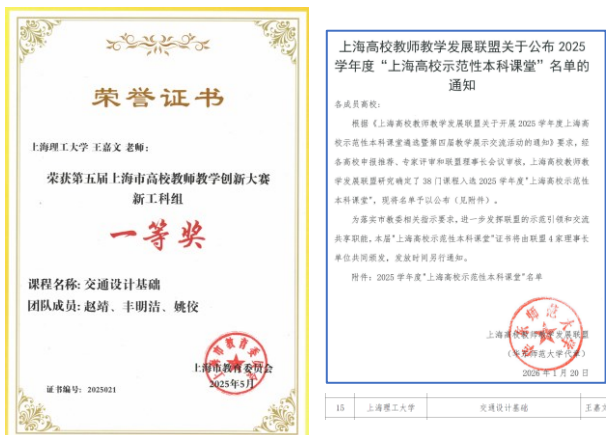 荣誉证书
上海理工大学 王嘉文 老师:
荣获第五届上海市高校教师教学创新大赛
新工科组
一等奖
课程名称: 交通设计基础
团队成员: 赵靖、丰明洁、姚佼
上海市教育委员会
2025年5月
证书编号: 2025021
上海高校教师教学发展联盟关于公布 2025
学年度“上海高校示范性本科课堂”名单的
通知
各成员高校:
根据《上海高校教师教学发展联盟关于开展 2025 学年度上海高
校示范性本科课堂遴选暨第四届教学展示交流活动的通知》要求,经
各高校申报推荐、专家评审和联盟理事长会议审核,上海高校教师教
学发展联盟研究确定了 38 门课程入选 2025 学年度“上海高校示范性
本科课堂”,现将名单予以公布(见附件)。
为落实市教委相关指示要求,进一步发挥联盟的示范引领和交流
共享职能,本届“上海高校示范性本科课堂”证书将由联盟 4 家理事长
单位共同颁发,发放时间另行通知。
附件: 2025 学年度“上海高校示范性本科课堂”名单
上海高校教师教学发展联盟
(华东师范大学代章)
2026 年 1 月 20 日
15 上海理工大学 交通设计基础 王嘉文